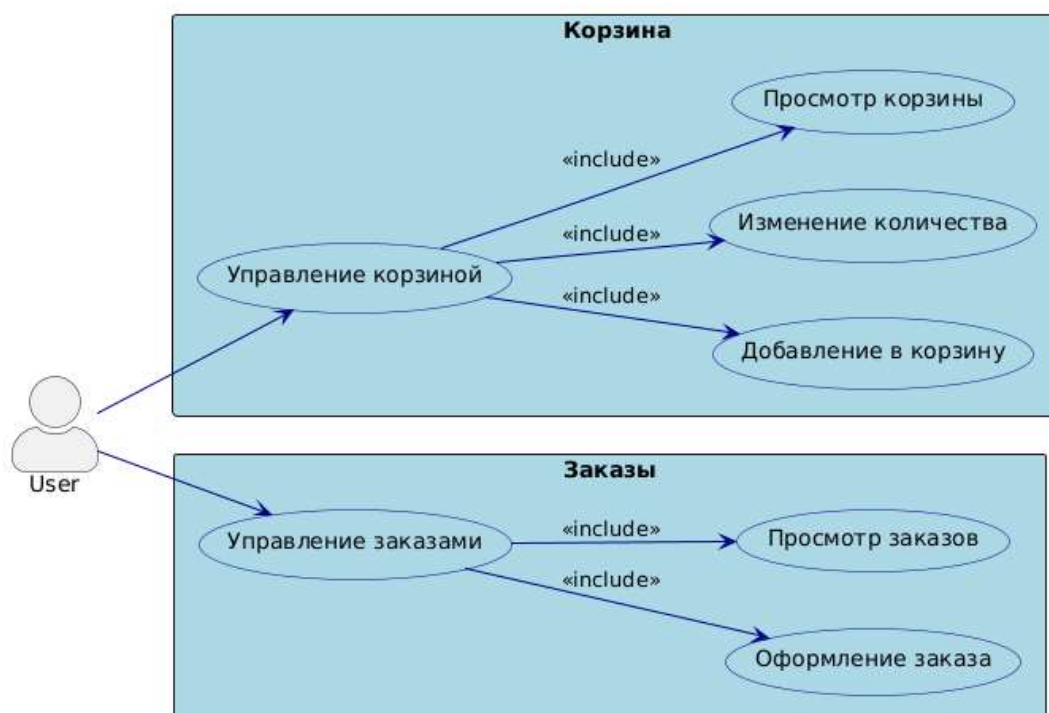 Корзина
Просмотр корзины
«include»
Изменение количества
«include»
Управление корзиной
«include»
Добавление в корзину
User
Заказы
«include»
Просмотр заказов
Управление заказами
«include»
Оформление заказа